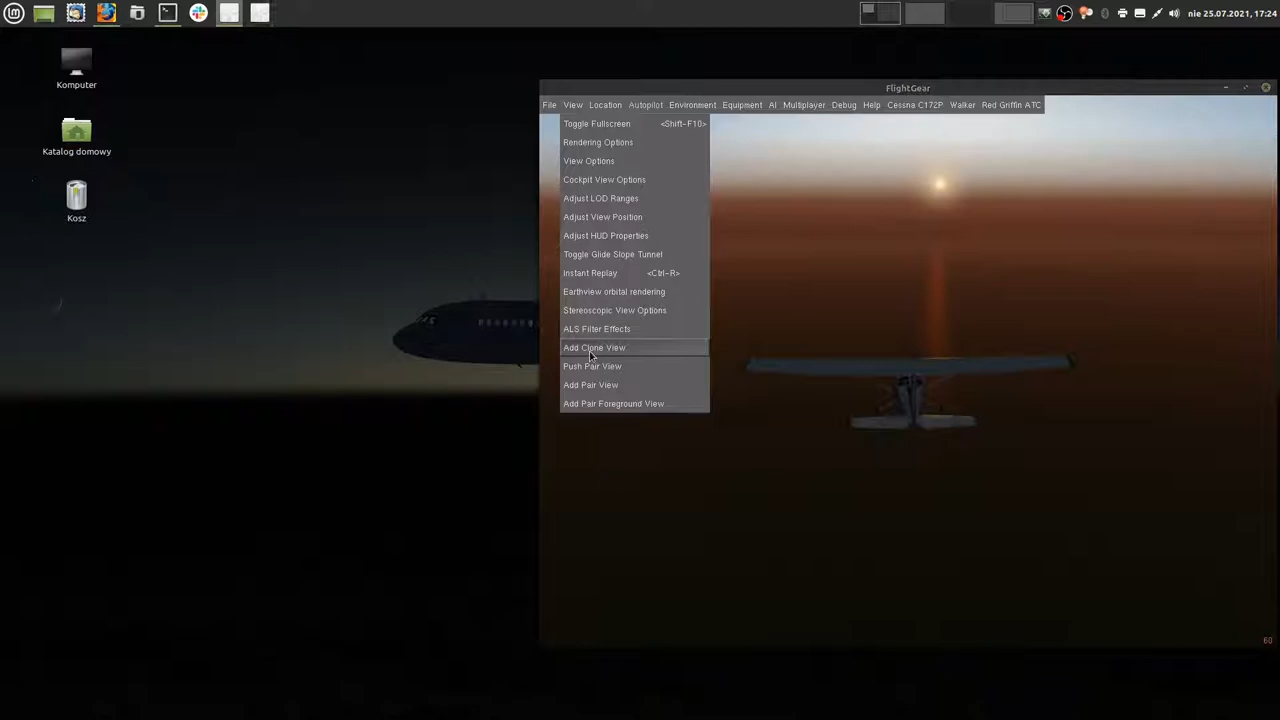 nie 25.07.2021, 17:24
Komputer
Katalog domowy
Kosz
FlightGear
File View Location Autopilot Environment Equipment AI Multiplayer Debug Help Cessna C172P Walker Red Griffin ATC
Toggle Fullscreen <Shift-F10>
Rendering Options
View Options
Cockpit View Options
Adjust LOD Ranges
Adjust View Position
Adjust HUD Properties
Toggle Glide Slope Tunnel
Instant Replay <Ctrl-R>
Earthview orbital rendering
Stereoscopic View Options
ALS Filter Effects
Add Clone View
Push Pair View
Add Pair View
Add Pair Foreground View
60